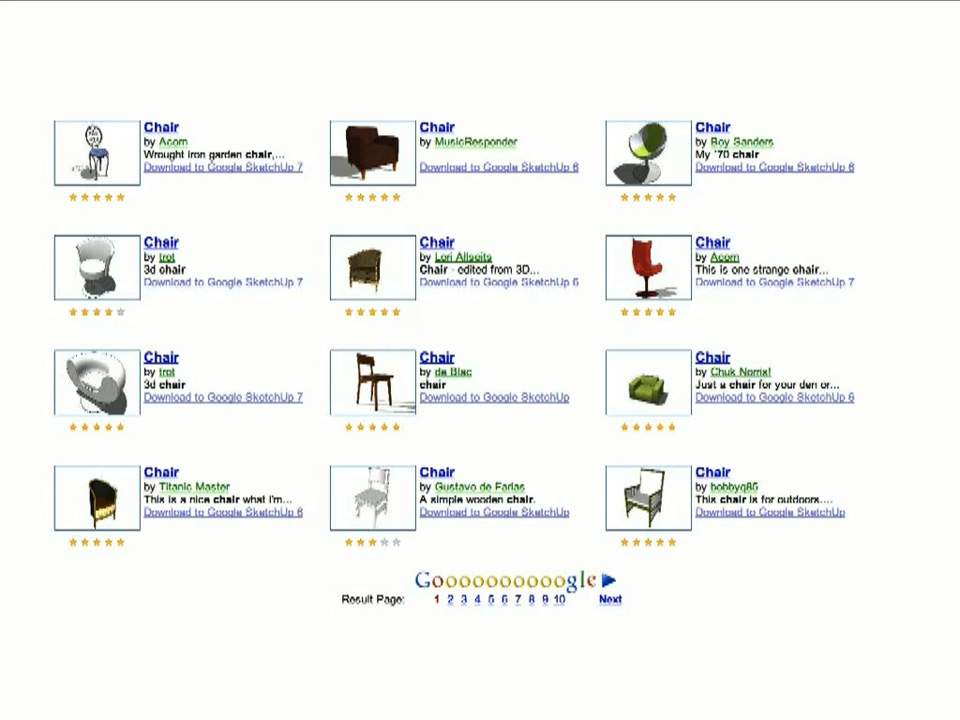 Chair
by Acorn
Wrought iron garden chair,...
Download to Google SketchUp 7
Chair
by MusicResponder
Download to Google SketchUp 6
Chair
by Boy Sanders
My '70 chair
Download to Google SketchUp 6
Chair
by trot
3d chair
Download to Google SketchUp 7
Chair
by Lori Allseits
Chair - edited from 3D...
Download to Google SketchUp 6
Chair
by Acorn
This is one strange chair...
Download to Google SketchUp 7
Chair
by trot
3d chair
Download to Google SketchUp 7
Chair
by de Blac
chair
Download to Google SketchUp
Chair
by Chuk Norris!
Just a chair for your den or...
Download to Google SketchUp 6
Chair
by Titanic Master
This is a nice chair what i'm...
Download to Google SketchUp 6
Chair
by Gustavo de Farias
A simple wooden chair.
Download to Google SketchUp
Chair
by bobbyq85
This chair is for outdoors....
Download to Google SketchUp
Goooooooooogle
Result Page: 1 2 3 4 5 6 7 8 9 10 Next